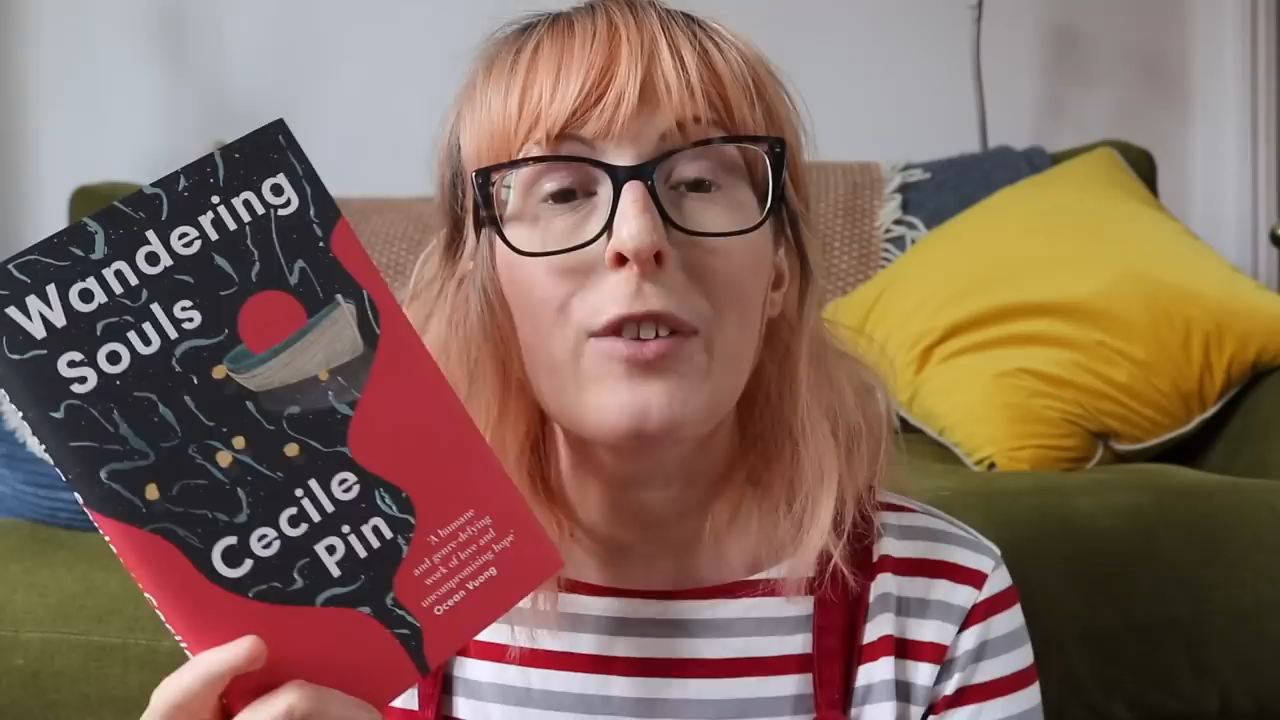 Wandering
Souls
Cecile
Pin
'A humane
and genre-defying
work of love and
uncompromising hope'
Ocean Vuong